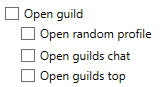 Open guild
Open random profile
Open guilds chat
Open guilds top